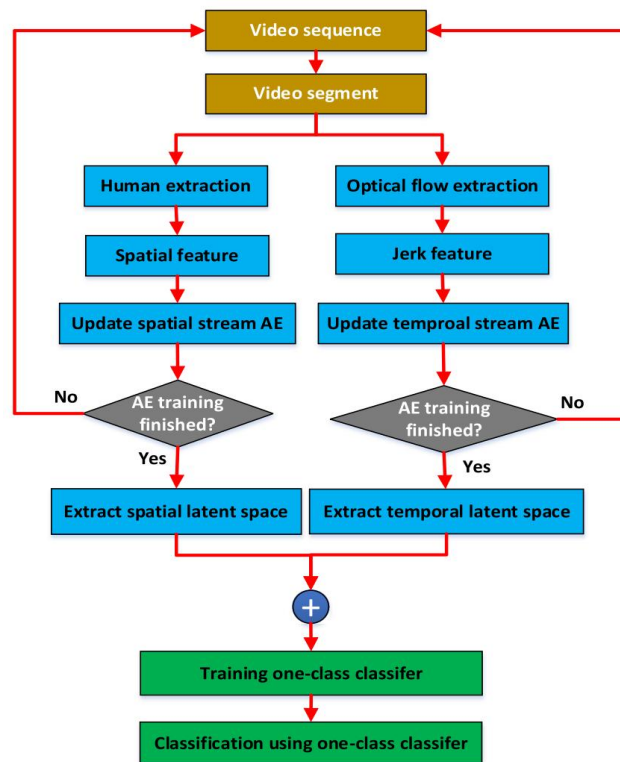 Video sequence
Video segment
Human extraction
Optical flow extraction
Spatial feature
Jerk feature
Update spatial stream AE
Update temproal stream AE
No
AE training
finished?
AE training
finished?
No
Yes
Yes
Extract spatial latent space
Extract temporal latent space
+
Training one-class classifer
Classification using one-class classifer